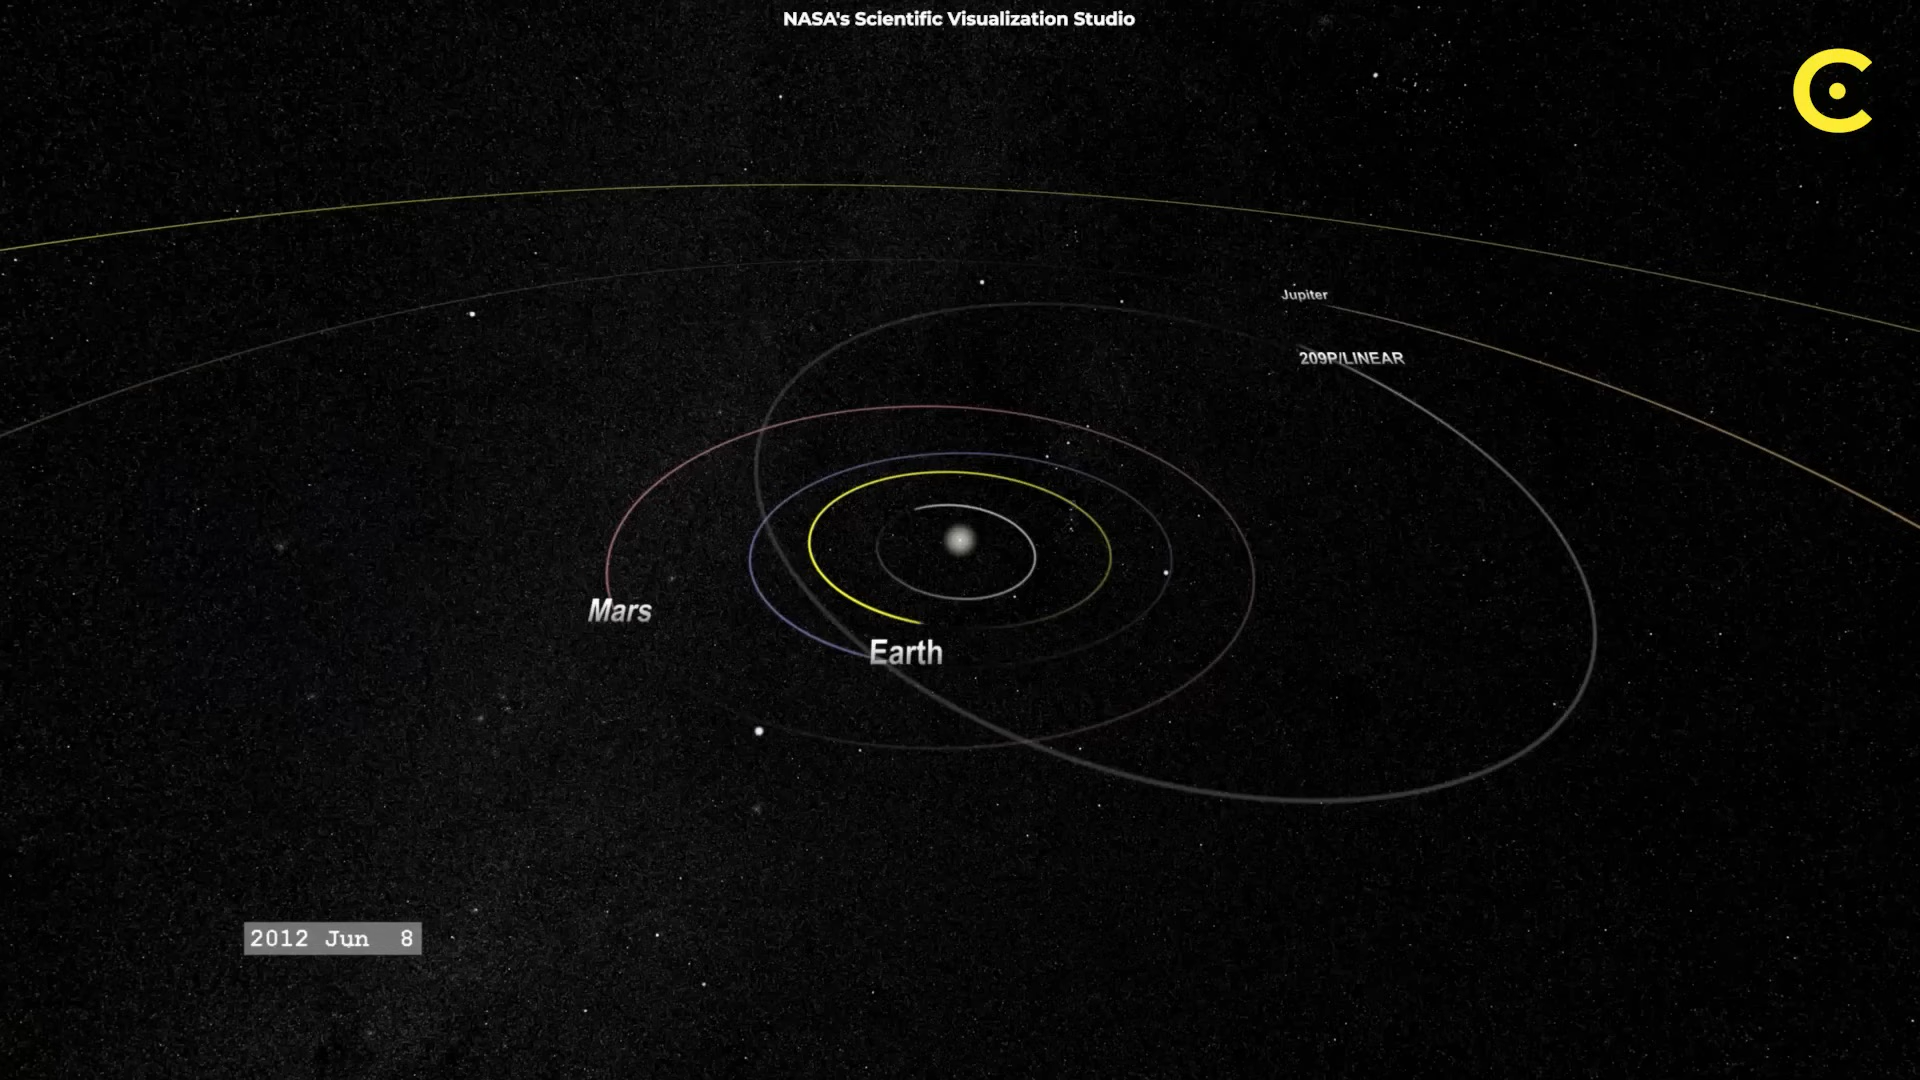 NASA's Scientific Visualization Studio
Jupiter
209P/LINEAR
Mars
Earth
2012 Jun  8